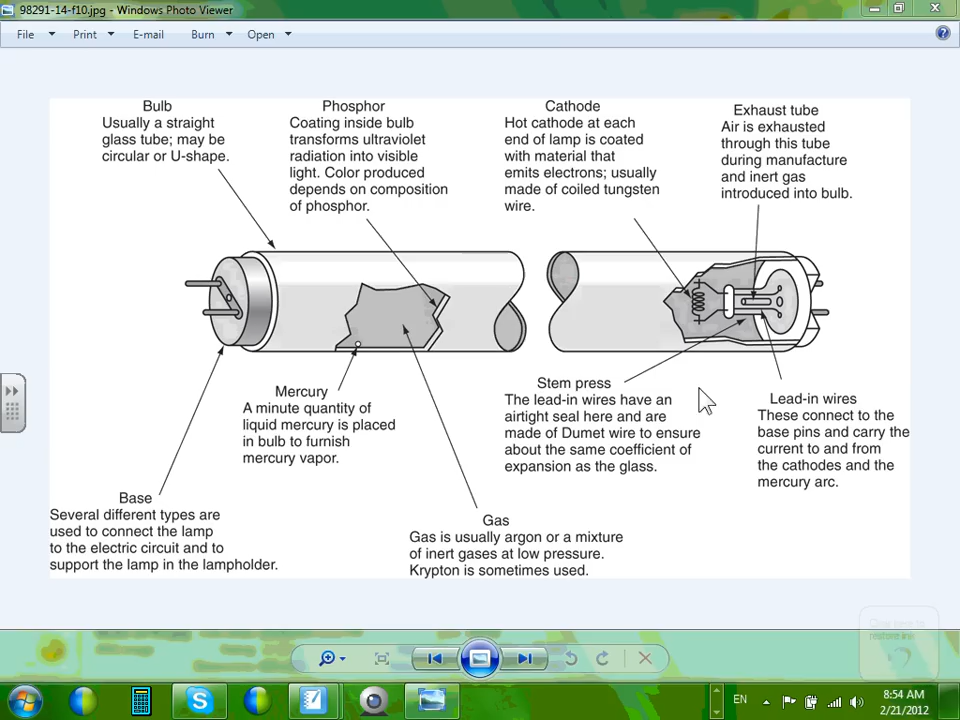 98291-14-f10.jpg - Windows Photo Viewer
File Print E-mail Burn Open
Bulb
Usually a straight
glass tube; may be
circular or U-shape.
Phosphor
Coating inside bulb
transforms ultraviolet
radiation into visible
light. Color produced
depends on composition
of phosphor.
Cathode
Hot cathode at each
end of lamp is coated
with material that
emits electrons; usually
made of coiled tungsten
wire.
Exhaust tube
Air is exhausted
through this tube
during manufacture
and inert gas
introduced into bulb.
Mercury
A minute quantity of
liquid mercury is placed
in bulb to furnish
mercury vapor.
Stem press
The lead-in wires have an
airtight seal here and are
made of Dumet wire to ensure
about the same coefficient of
expansion as the glass.
Lead-in wires
These connect to the
base pins and carry the
current to and from
the cathodes and the
mercury arc.
Base
Several different types are
used to connect the lamp
to the electric circuit and to
support the lamp in the lampholder.
Gas
Gas is usually argon or a mixture
of inert gases at low pressure.
Krypton is sometimes used.
Click here to
restore ink
EN
8:54 AM
2/21/2012